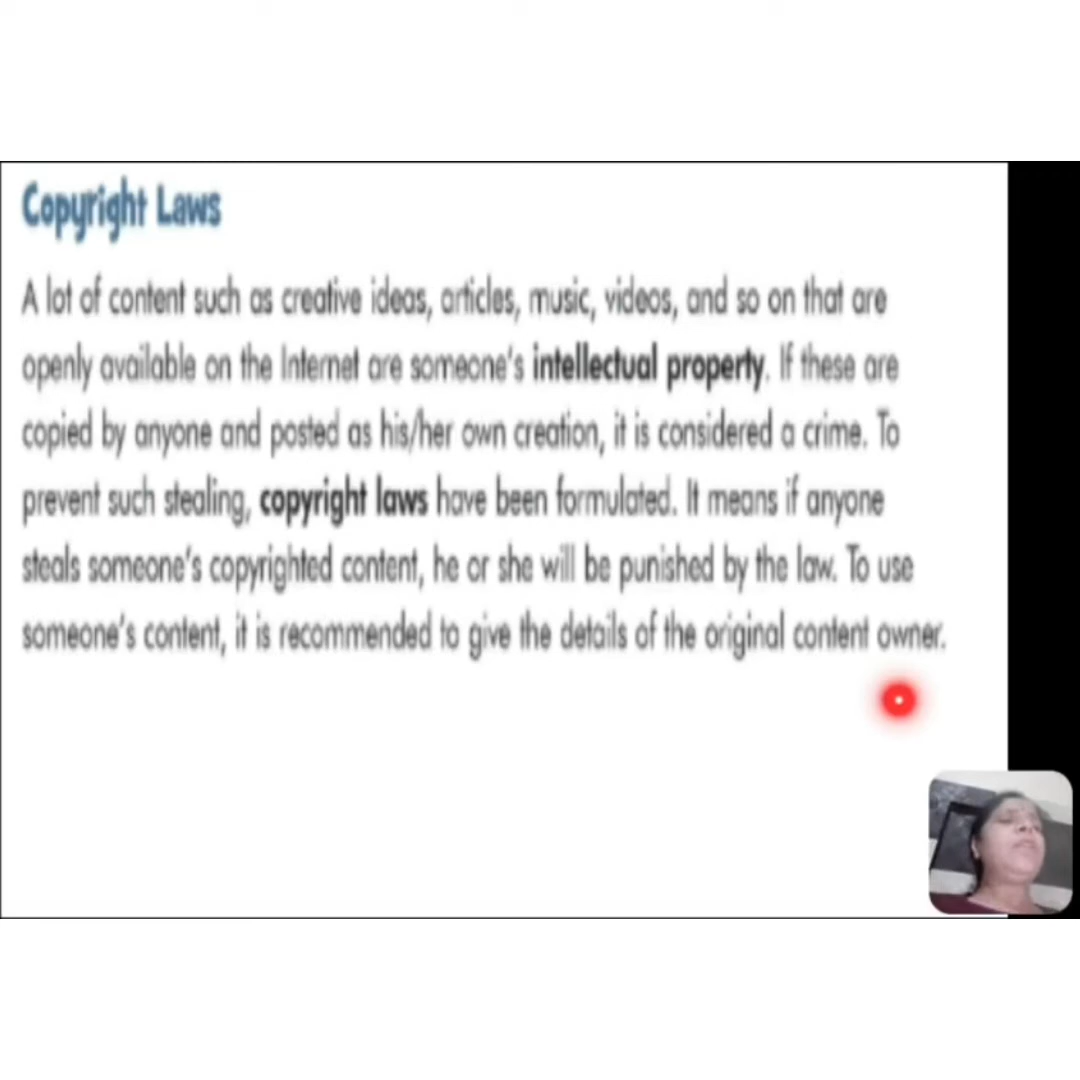 Copyright Laws
A lot of content such as creative ideas, articles, music, videos, and so on that are
openly available on the Internet are someone's intellectual property. If these are
copied by anyone and posted as his/her own creation, it is considered a crime. To
prevent such stealing, copyright laws have been formulated. It means if anyone
steals someone's copyrighted content, he or she will be punished by the law. To use
someone's content, it is recommended to give the details of the original content owner.